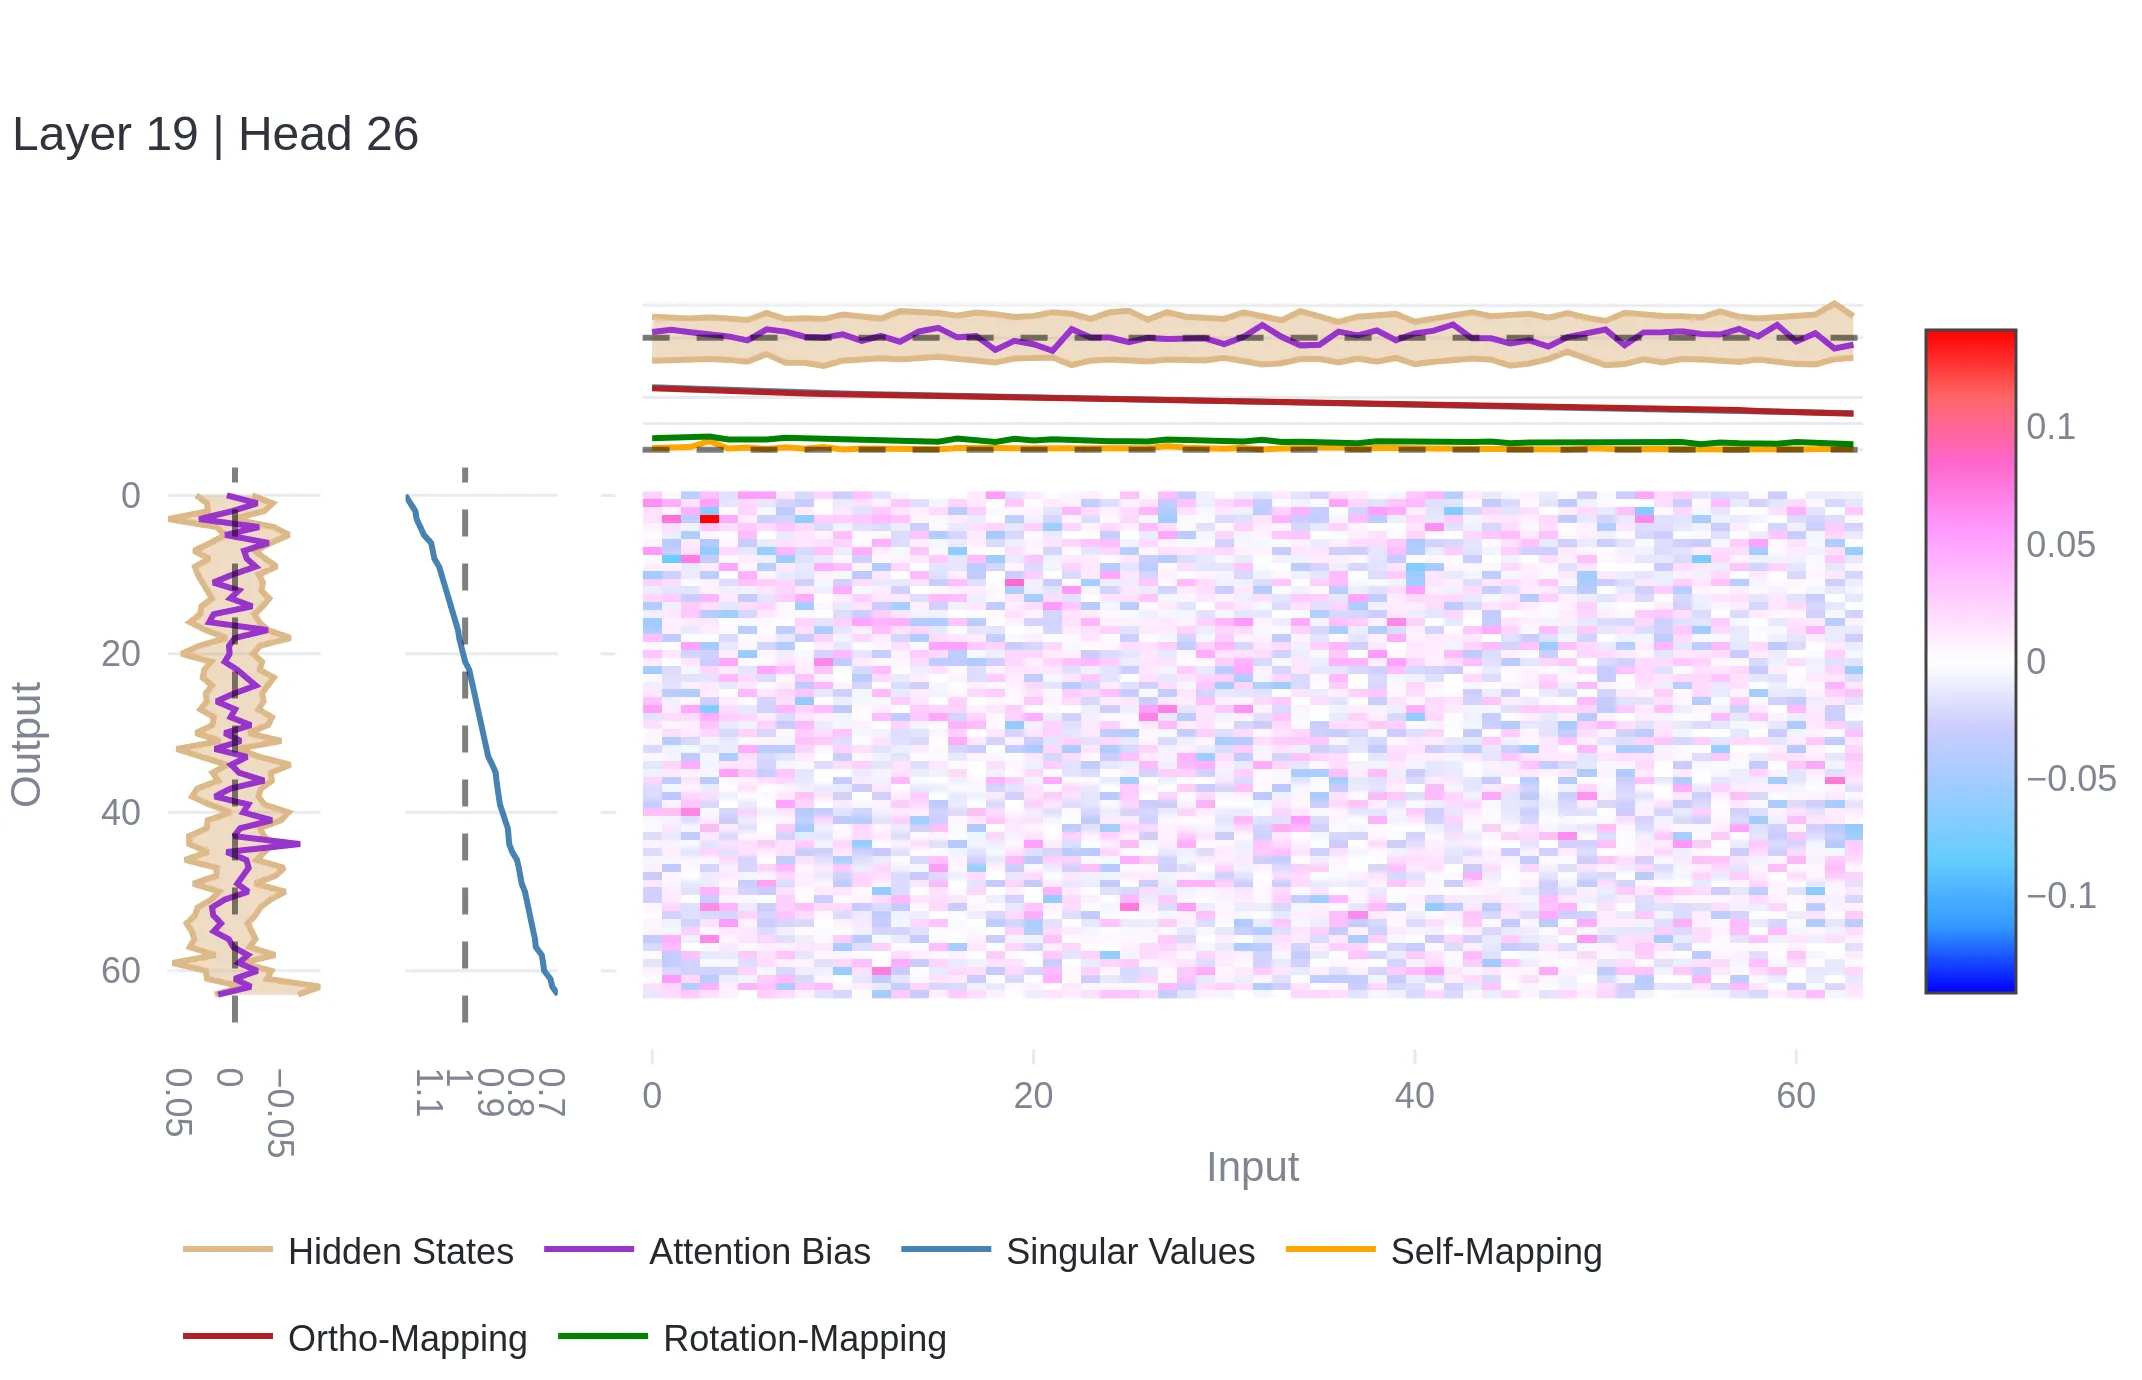 Layer 19 | Head 26
0
20
40
60
Output
0.05
0
−0.05
1.1
1
0.9
0.8
0.7
0
20
40
60
Input
0.1
0.05
0
−0.05
−0.1
Hidden States
Attention Bias
Singular Values
Self-Mapping
Ortho-Mapping
Rotation-Mapping